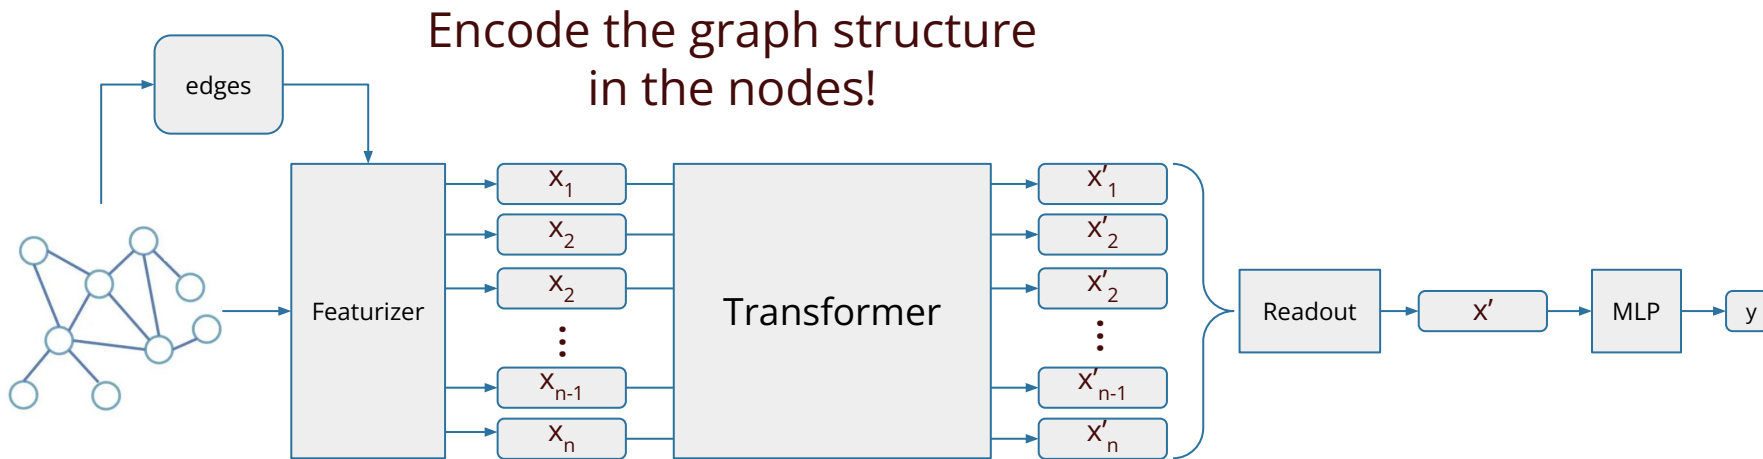 Encode the graph structure
in the nodes!
edges
Featurizer
x₁
x₂
x₂
⋮
xₙ₋₁
xₙ
Transformer
x'₁
x'₂
x'₂
⋮
x'ₙ₋₁
x'ₙ
Readout
x'
MLP
y